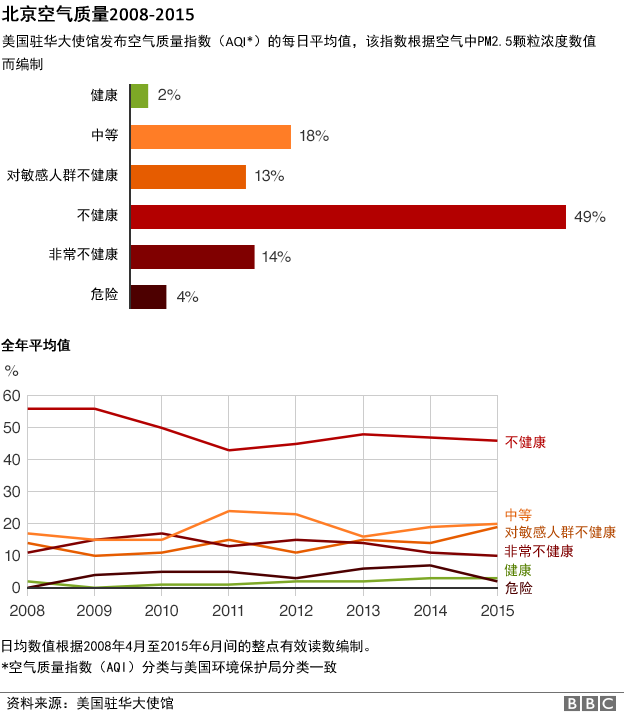 北京空气质量2008-2015
美国驻华大使馆发布空气质量指数（AQI*）的每日平均值，该指数根据空气中PM2.5颗粒浓度数值
而编制
健康 2%
中等 18%
对敏感人群不健康 13%
不健康 49%
非常不健康 14%
危险 4%
全年平均值
%
60
50
不健康
40
30
中等
20
对敏感人群不健康
非常不健康
10
健康
0
危险
2008 2009 2010 2011 2012 2013 2014 2015
日均数值根据2008年4月至2015年6月间的整点有效读数编制。
*空气质量指数（AQI）分类与美国环境保护局分类一致
资料来源：美国驻华大使馆 BBC